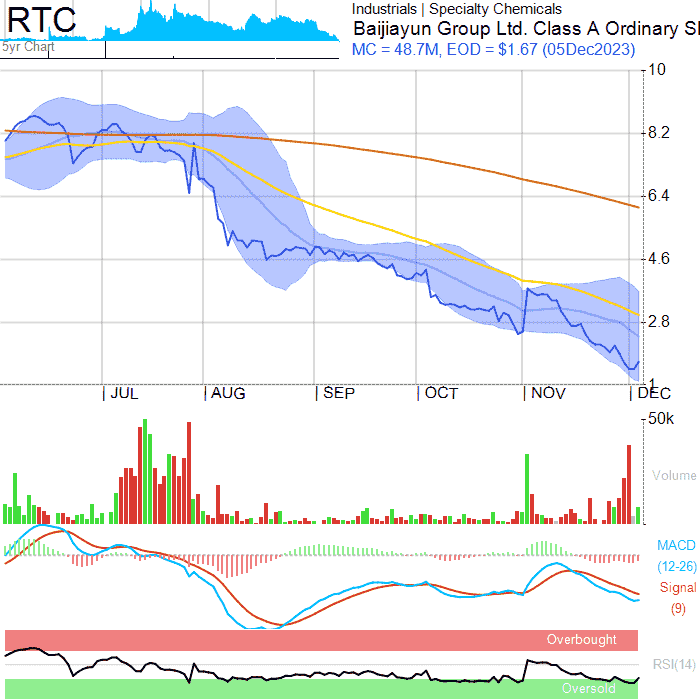 RTC
Industrials | Specialty Chemicals
Baijiayun Group Ltd. Class A Ordinary Sl
MC = 48.7M, EOD = $1.67 (05Dec2023)
5yr Chart
10
8.2
6.4
4.6
2.8
1
| JUL | AUG | SEP | OCT | NOV | DEC
50k
Volume
MACD
(12-26)
Signal
(9)
Overbought
RSI(14)
Oversold